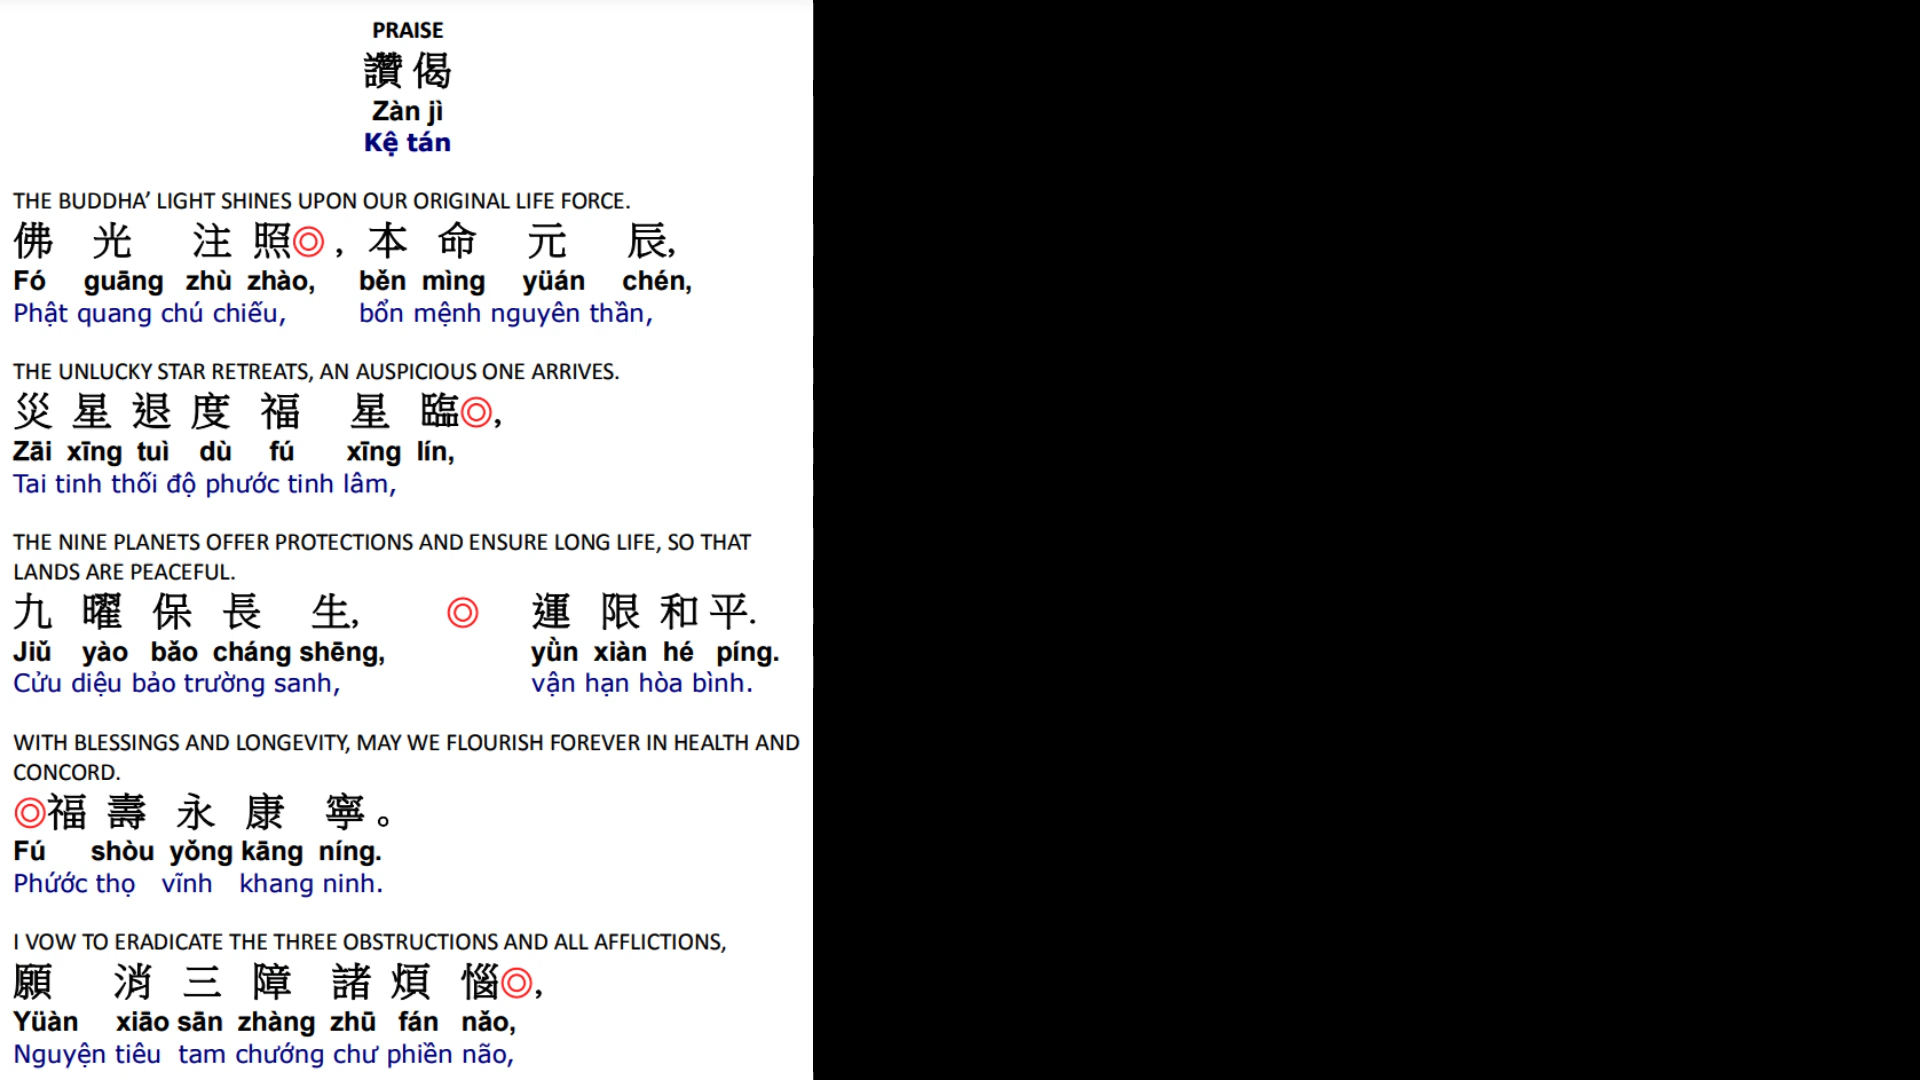 PRAISE
讚偈
Zàn jì
Kệ tán
THE BUDDHA’ LIGHT SHINES UPON OUR ORIGINAL LIFE FORCE.
佛 光 注 照◎ , 本 命 元 辰,
Fó guāng zhù zhào, běn mìng yüán chén,
Phật quang chú chiếu, bổn mệnh nguyên thần,
THE UNLUCKY STAR RETREATS, AN AUSPICIOUS ONE ARRIVES.
災 星 退 度 福 星 臨◎,
Zāi xīng tuì dù fú xīng lín,
Tai tinh thối độ phước tinh lâm,
THE NINE PLANETS OFFER PROTECTIONS AND ENSURE LONG LIFE, SO THAT
LANDS ARE PEACEFUL.
九 曜 保 長 生, ◎ 運 限 和 平.
Jiǔ yào bǎo cháng shēng, yǜn xiàn hé píng.
Cửu diệu bảo trường sanh, vận hạn hòa bình.
WITH BLESSINGS AND LONGEVITY, MAY WE FLOURISH FOREVER IN HEALTH AND
CONCORD.
◎福 壽 永 康 寧 。
Fú shòu yǒng kāng níng.
Phứớc thọ vĩnh khang ninh.
I VOW TO ERADICATE THE THREE OBSTRUCTIONS AND ALL AFFLICTIONS,
願 消 三 障 諸 煩 惱◎,
Yüàn xiāo sān zhàng zhū fán nǎo,
Nguyện tiêu tam chướng chư phiền não,